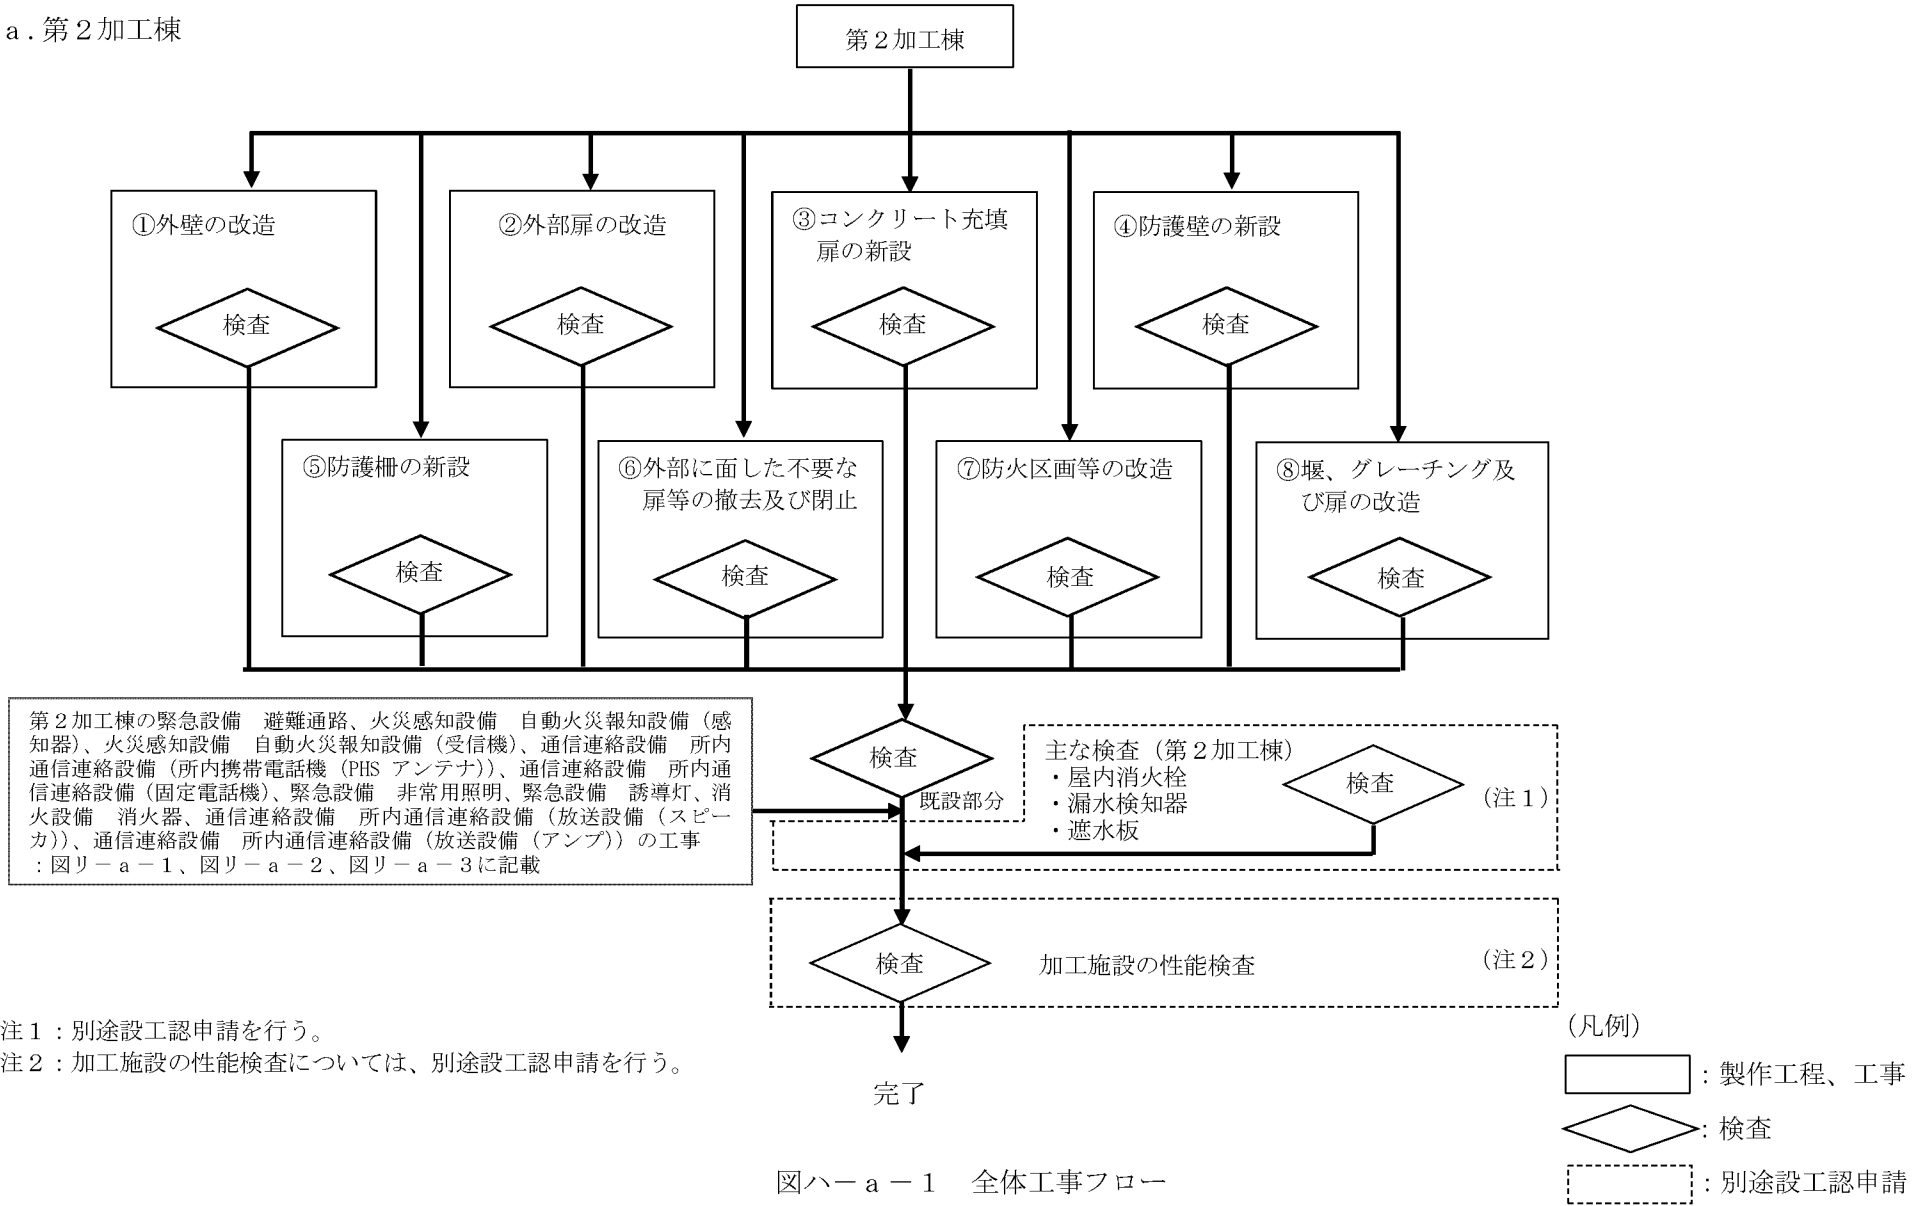 ａ．第２加工棟
第２加工棟
①外壁の改造
検査
②外部扉の改造
検査
③コンクリート充填
扉の新設
検査
④防護壁の新設
検査
⑤防護柵の新設
検査
⑥外部に面した不要な
扉等の撤去及び閉止
検査
⑦防火区画等の改造
検査
⑧堰、グレーチング及
び扉の改造
検査
第２加工棟の緊急設備　避難通路、火災感知設備　自動火災報知設備（感
知器）、火災感知設備　自動火災報知設備（受信機）、通信連絡設備　所内
通信連絡設備（所内携帯電話機（PHS アンテナ））、通信連絡設備　所内通
信連絡設備（固定電話機）、緊急設備　非常用照明、緊急設備　誘導灯、消
火設備　消火器、通信連絡設備　所内通信連絡設備（放送設備（スピー
カ））、通信連絡設備　所内通信連絡設備（放送設備（アンプ））の工事
：図リ－ａ－１、図リ－ａ－２、図リ－ａ－３に記載
検査
既設部分
主な検査（第２加工棟）
・屋内消火栓
・漏水検知器
・遮水板
検査
（注１）
検査
加工施設の性能検査
（注２）
完了
注１：別途設工認申請を行う。
注２：加工施設の性能検査については、別途設工認申請を行う。
（凡例）
：製作工程、工事
：検査
：別途設工認申請
図ハ－ａ－１　全体工事フロー